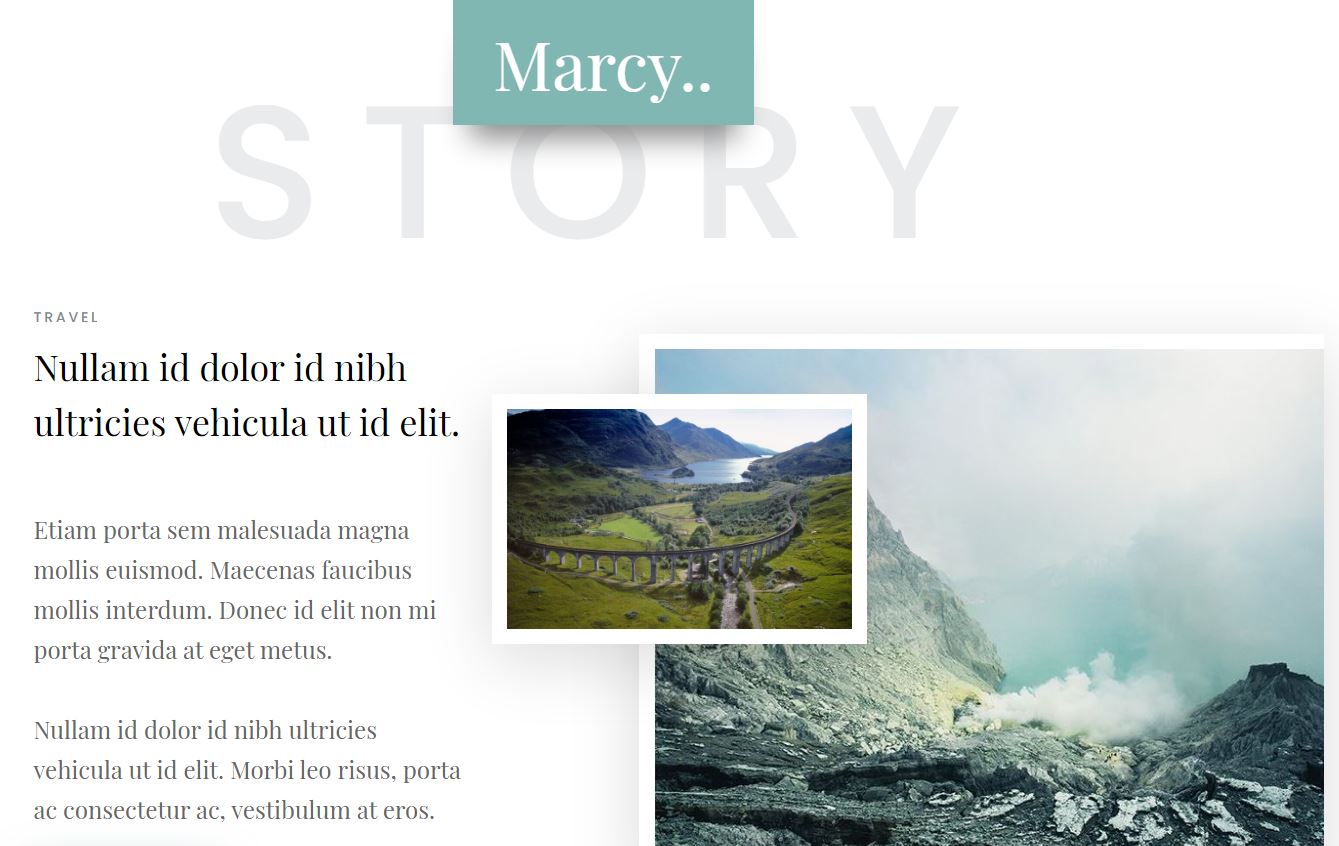 Marcy..
STORY
TRAVEL
Nullam id dolor id nibh
ultricies vehicula ut id elit.
Etiam porta sem malesuada magna
mollis euismod. Maecenas faucibus
mollis interdum. Donec id elit non mi
porta gravida at eget metus.
Nullam id dolor id nibh ultricies
vehicula ut id elit. Morbi leo risus, porta
ac consectetur ac, vestibulum at eros.